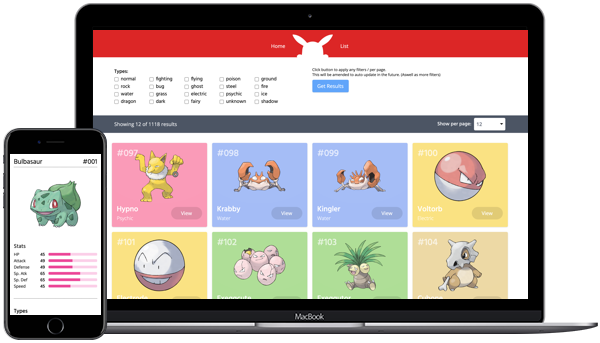 Home
List
Types:
normal fighting flying poison ground
rock bug ghost steel fire
water grass electric psychic ice
dragon dark fairy unknown shadow
Click button to apply any filters / per page.
This will be amended to auto-update in the future. (Aswell as more filters)
Get Results
Showing 12 of 1118 results
Show per page: 12
#097 #098 #099 #100
Hypno Krabby Kingler Voltorb
Psychic View Water View Water View Electric View
#101 #102 #103 #104
MacBook
Bulbasaur #001
Stats
HP 45
Attack 49
Defense 49
Sp. Atk 65
Sp. Def 65
Speed 45
Types